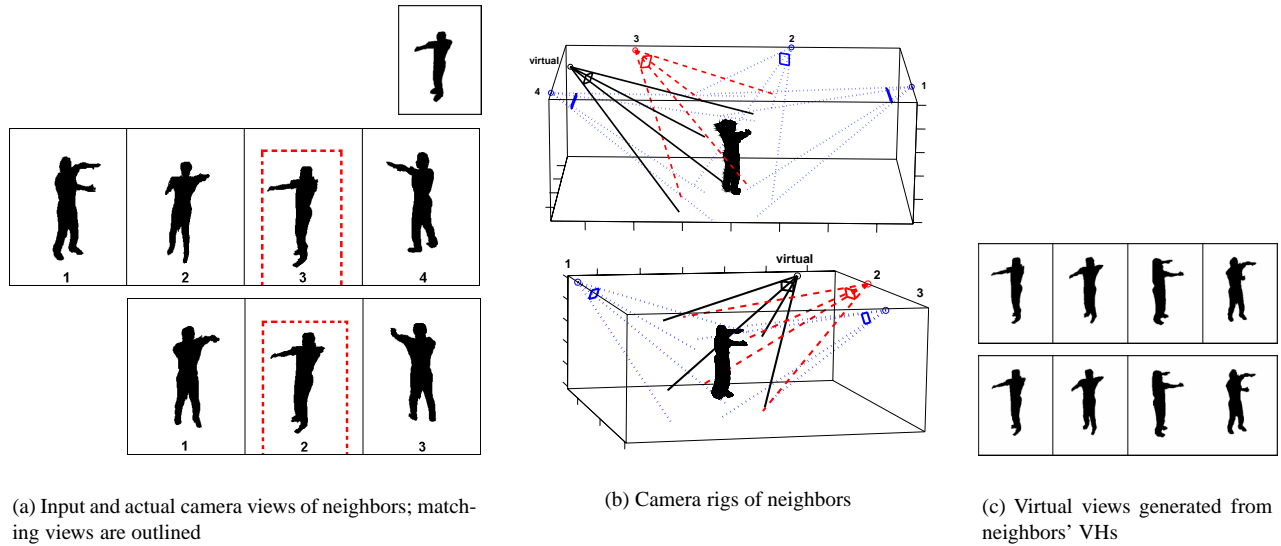 1 2 3 4
1 2 3
(a) Input and actual camera views of neighbors; match-
ing views are outlined
3 2
virtual
4 1
virtual
1 2
3
(b) Camera rigs of neighbors
(c) Virtual views generated from
neighbors' VHs